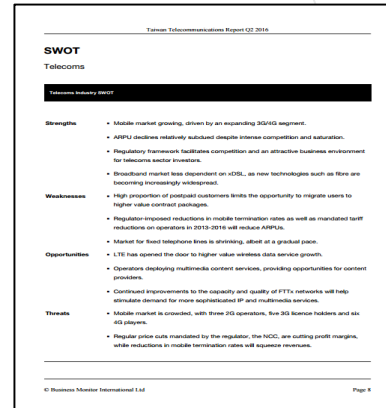 Taiwan Telecommunications Report Q2 2016
SWOT
Telecoms
Telecoms Industry SWOT
Strengths
• Mobile market growing, driven by an expanding 3G/4G segment.
• ARPU declines relatively subdued despite intense competition and saturation.
• Regulatory framework facilitates competition and an attractive business environment
for telecoms sector investors.
• Broadband market less dependent on xDSL, as new technologies such as fibre are
becoming increasingly widespread.
Weaknesses
• High proportion of postpaid customers limits the opportunity to migrate users to
higher value contract packages.
• Regulator-imposed reductions in mobile termination rates as well as mandated tariff
reductions on operators in 2013-2016 will reduce ARPUs.
• Market for fixed telephone lines is shrinking, albeit at a gradual pace.
Opportunities
• LTE has opened the door to higher value wireless data service growth.
• Operators deploying multimedia content services, providing opportunities for content
providers.
• Continued improvements to the capacity and quality of FTTx networks will help
stimulate demand for more sophisticated IP and multimedia services.
Threats
• Mobile market is crowded, with three 2G operators, five 3G licence holders and six
4G players.
• Regular price cuts mandated by the regulator, the NCC, are cutting profit margins,
while reductions in mobile termination rates will squeeze revenues.
© Business Monitor International Ltd
Page 8